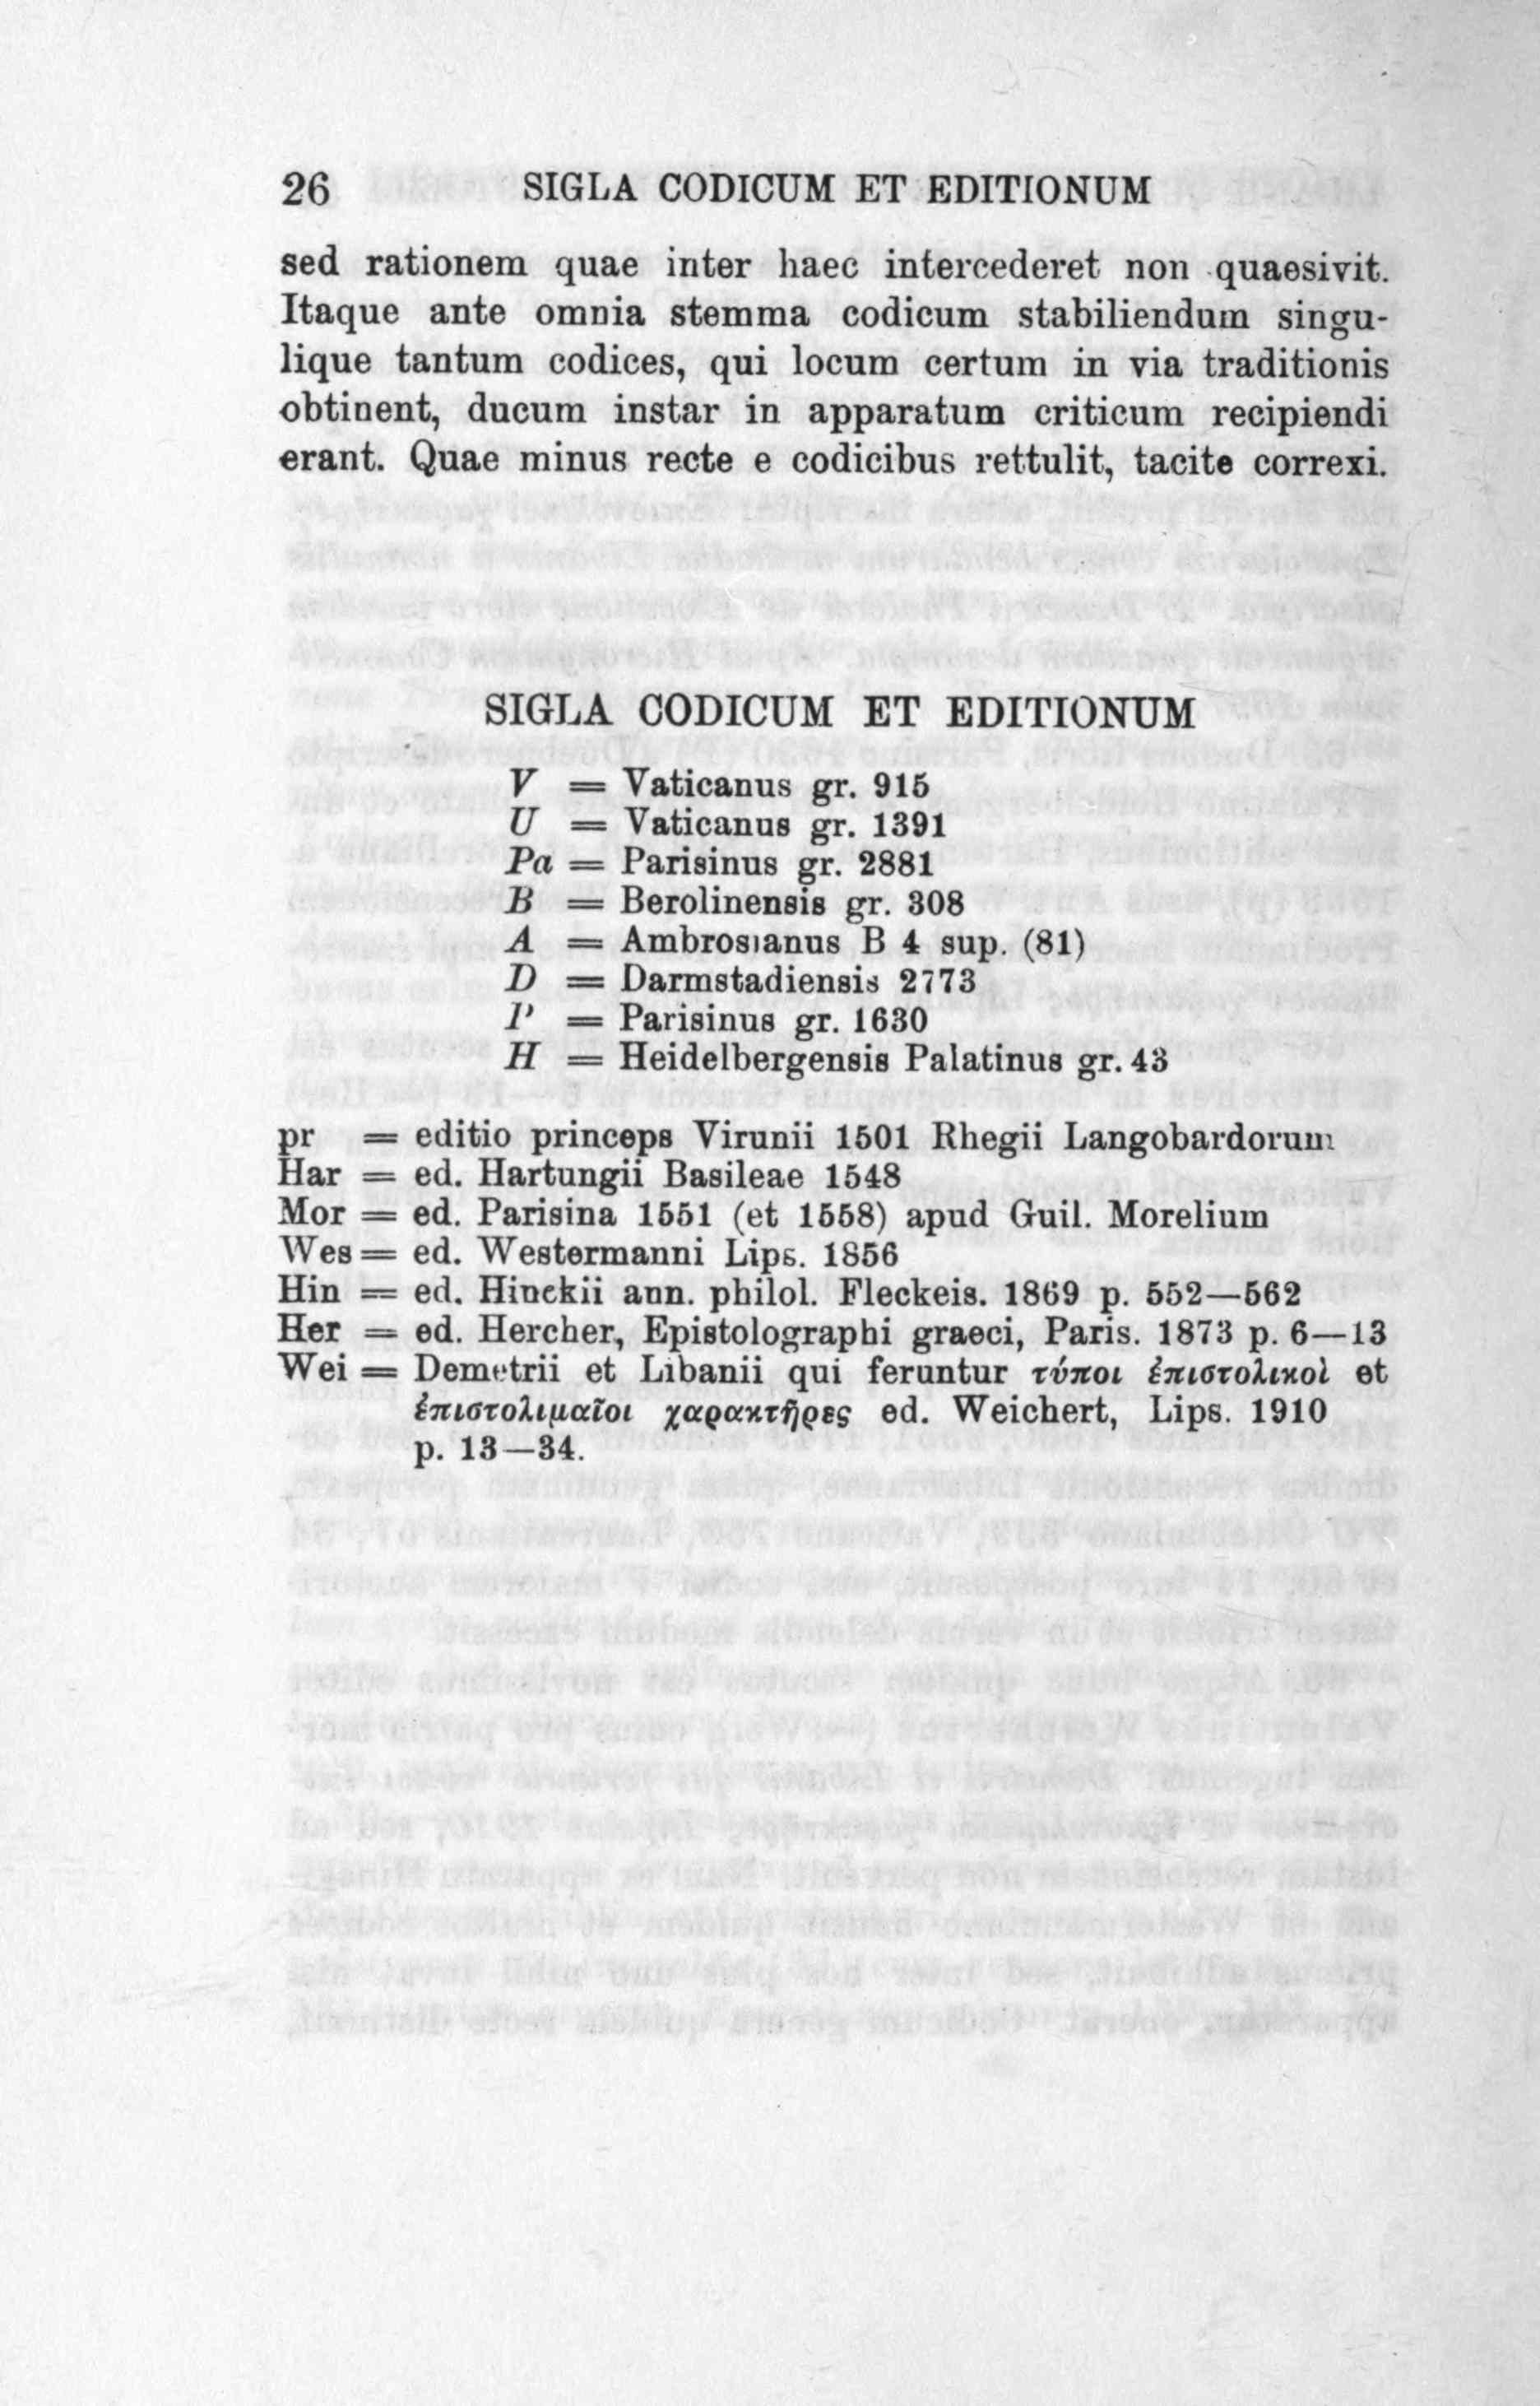 26 SIGLA CODICUM ET EDITIONUM
sed rationem quae inter haec intercederet non quaesivit.
Itaque ante omnia stemma codicum stabiliendum singu-
lique tantum codices, qui locum certum in via traditionis
obtinent, ducum instar in apparatum criticum recipiendi
erant. Quae minus recte e codicibus rettulit, tacite correxi.
SIGLA CODICUM ET EDITIONUM
V = Vaticanus gr. 915
U = Vaticanus gr. 1391
Pa = Parisinus gr. 2881
B = Berolinensis gr. 308
A = Ambrosianus B 4 sup. (81)
D = Darmstadiensis 2773
P = Parisinus gr. 1630
H = Heidelbergensis Palatinus gr. 43
pr = editio princeps Virunii 1501 Rhegii Langobardorum
Har = ed. Hartungii Basileae 1548
Mor = ed. Parisina 1551 (et 1558) apud Guil. Morelium
Wes = ed. Westermanni Lips. 1856
Hin = ed. Hinckii ann. philol. Fleckeis. 1869 p. 552—562
Her = ed. Hercher, Epistolographi graeci, Paris. 1873 p. 6—13
Wei = Demetrii et Libanii qui feruntur τύποι ἐπιστολικοὶ et
ἐπιστολιμαῖοι χαρακτῆρες ed. Weichert, Lips. 1910
p. 13—34.